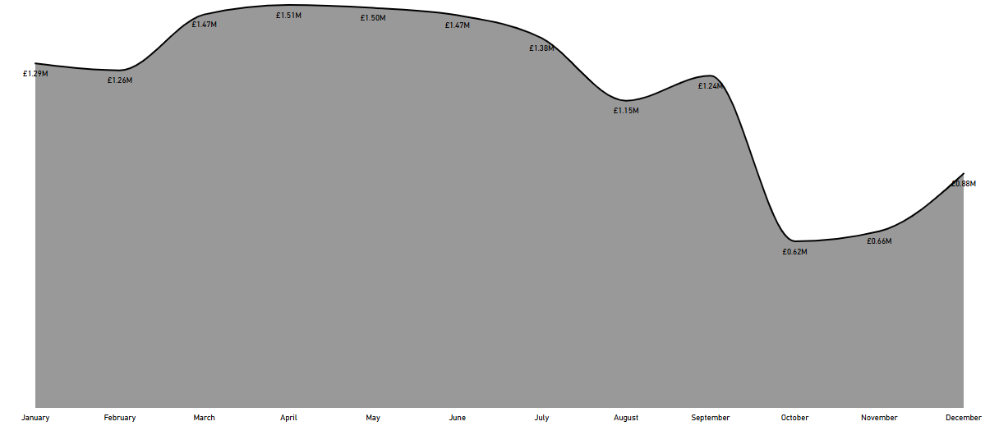 £1.29M
£1.26M
£1.47M
£1.51M
£1.50M
£1.47M
£1.38M
£1.15M
£1.24M
£0.62M
£0.66M
£0.88M
January February March April May June July August September October November December